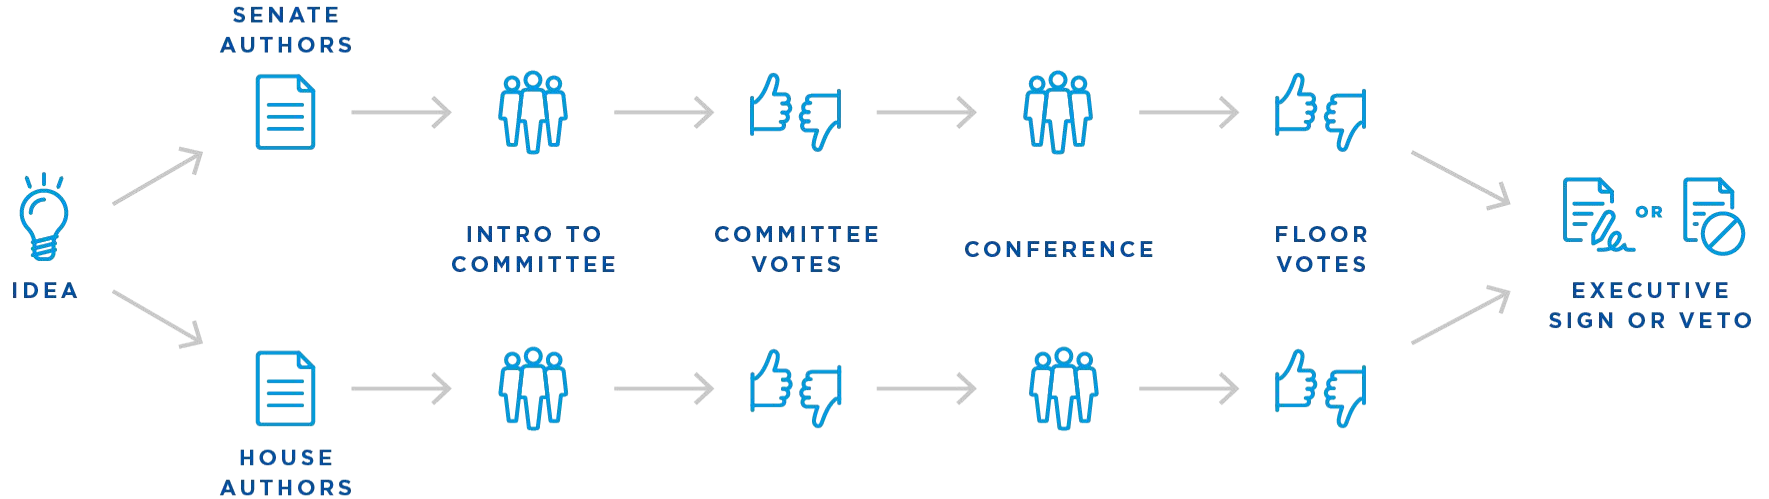 SENATE
AUTHORS
IDEA
HOUSE
AUTHORS
INTRO TO
COMMITTEE
COMMITTEE
VOTES
CONFERENCE
FLOOR
VOTES
OR
EXECUTIVE
SIGN OR VETO